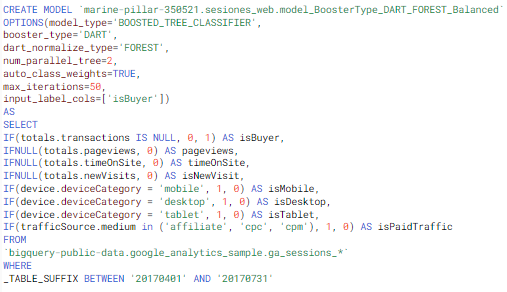 CREATE MODEL `marine-pillar-350521.sesiones_web.model_BoosterType_DART_FOREST_Balanced`
OPTIONS(model_type='BOOSTED_TREE_CLASSIFIER',
booster_type='DART',
dart_normalize_type='FOREST',
num_parallel_tree=2,
auto_class_weights=TRUE,
max_iterations=50,
input_label_cols=['isBuyer'])
AS
SELECT
IF(totals.transactions IS NULL, 0, 1) AS isBuyer,
IFNULL(totals.pageviews, 0) AS pageviews,
IFNULL(totals.timeOnSite, 0) AS timeOnSite,
IFNULL(totals.newVisits, 0) AS isNewVisit,
IF(device.deviceCategory = 'mobile', 1, 0) AS isMobile,
IF(device.deviceCategory = 'desktop', 1, 0) AS isDesktop,
IF(device.deviceCategory = 'tablet', 1, 0) AS isTablet,
IF(trafficSource.medium in ('affiliate', 'cpc', 'cpm'), 1, 0) AS isPaidTraffic
FROM
`bigquery-public-data.google_analytics_sample.ga_sessions_*`
WHERE
_TABLE_SUFFIX BETWEEN '20170401' AND '20170731'